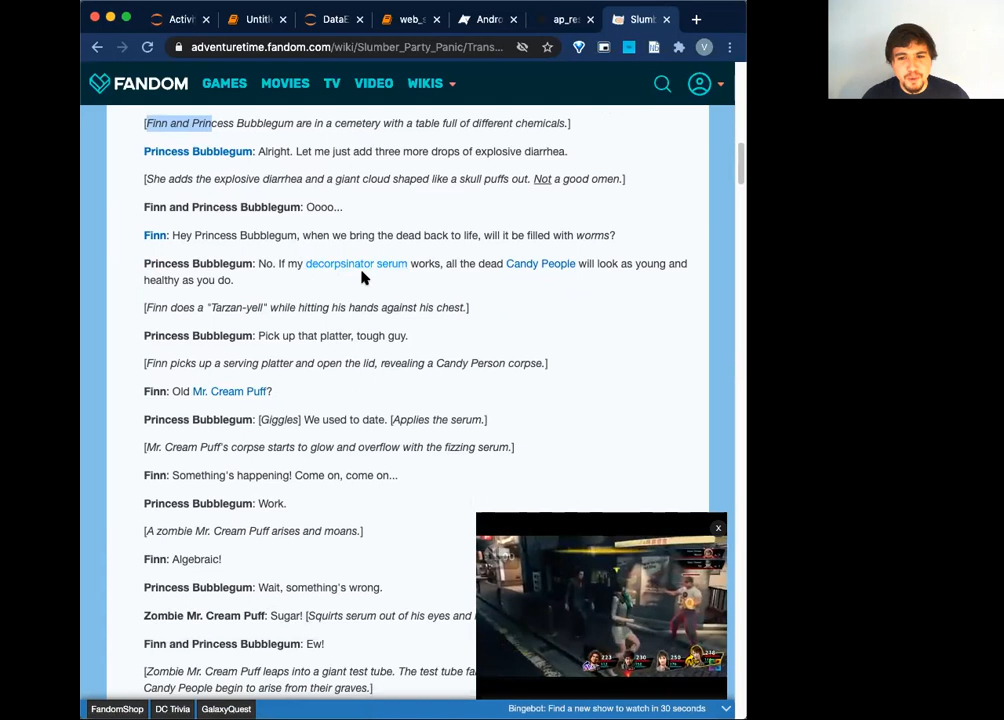 Activi
Untitl
DataE
web_s
Andro
ap_re
Slumb
adventuretime.fandom.com/wiki/Slumber_Party_Panic/Trans...
V
FANDOM GAMES MOVIES TV VIDEO WIKIS
[Finn and Princess Bubblegum are in a cemetery with a table full of different chemicals.]
Princess Bubblegum: Alright. Let me just add three more drops of explosive diarrhea.
[She adds the explosive diarrhea and a giant cloud shaped like a skull puffs out. Not a good omen.]
Finn and Princess Bubblegum: Oooo...
Finn: Hey Princess Bubblegum, when we bring the dead back to life, will it be filled with worms?
Princess Bubblegum: No. If my decorpsinator serum works, all the dead Candy People will look as young and
healthy as you do.
[Finn does a "Tarzan-yell" while hitting his hands against his chest.]
Princess Bubblegum: Pick up that platter, tough guy.
[Finn picks up a serving platter and open the lid, revealing a Candy Person corpse.]
Finn: Old Mr. Cream Puff?
Princess Bubblegum: [Giggles] We used to date. [Applies the serum.]
[Mr. Cream Puff's corpse starts to glow and overflow with the fizzing serum.]
Finn: Something's happening! Come on, come on...
Princess Bubblegum: Work.
[A zombie Mr. Cream Puff arises and moans.]
Finn: Algebraic!
Princess Bubblegum: Wait, something's wrong.
Zombie Mr. Cream Puff: Sugar! [Squirts serum out of his eyes and
Finn and Princess Bubblegum: Ew!
[Zombie Mr. Cream Puff leaps into a giant test tube. The test tube fa
Candy People begin to arise from their graves.]
X
223 230 250
FandomShop DC Trivia GalaxyQuest Bingebot: Find a new show to watch in 30 seconds